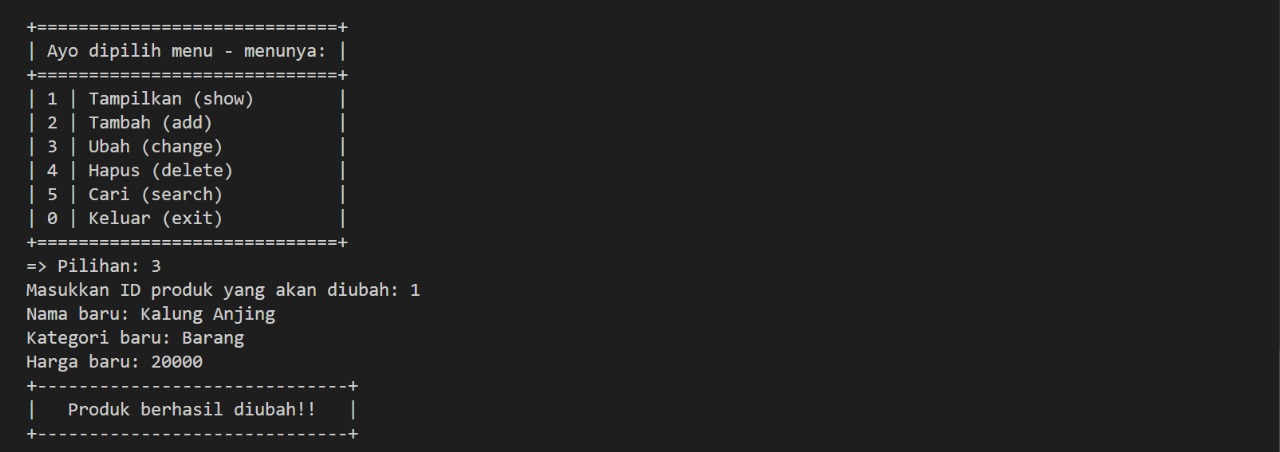 +=============================+
| Ayo dipilih menu - menunya: |
+=============================+
| 1 | Tampilkan (show)        |
| 2 | Tambah (add)            |
| 3 | Ubah (change)           |
| 4 | Hapus (delete)          |
| 5 | Cari (search)           |
| 0 | Keluar (exit)           |
+=============================+
=> Pilihan: 3
Masukkan ID produk yang akan diubah: 1
Nama baru: Kalung Anjing
Kategori baru: Barang
Harga baru: 20000
+------------------------------+
|   Produk berhasil diubah!!   |
+------------------------------+